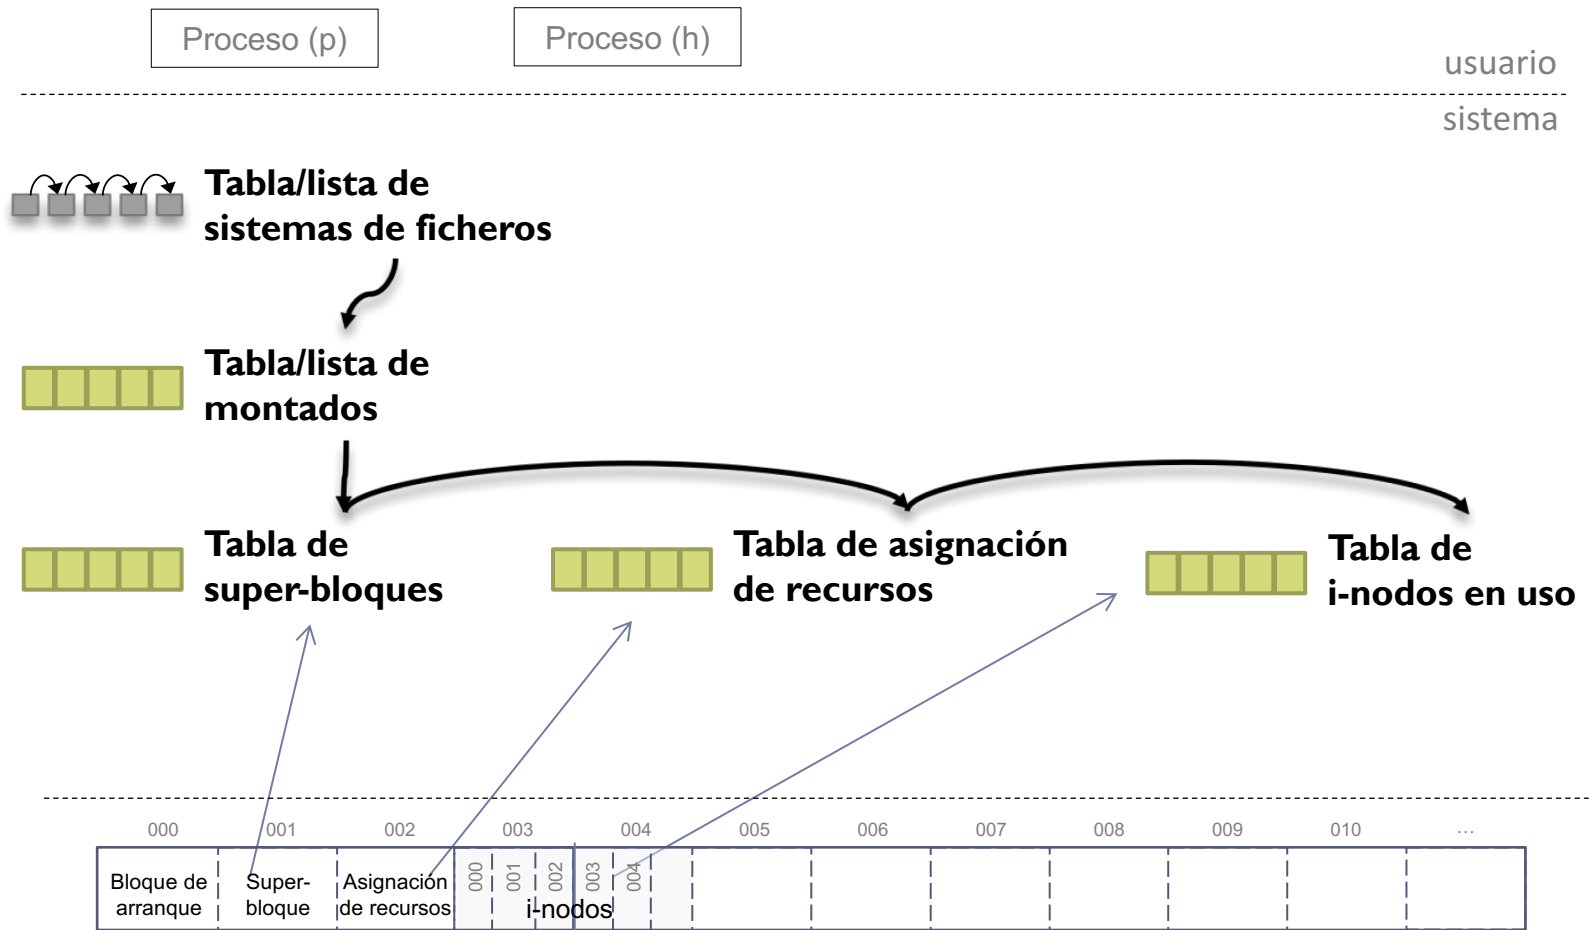 Proceso (p)
Proceso (h)
usuario
sistema
Tabla/lista de
sistemas de ficheros
Tabla/lista de
montados
Tabla de
super-bloques
Tabla de asignación
de recursos
Tabla de
i-nodos en uso
000 001 002 003 004 005 006 007 008 009 010 ...
Bloque de
arranque
Super-
bloque
Asignación
de recursos
000 001 002 003 004
i-nodos